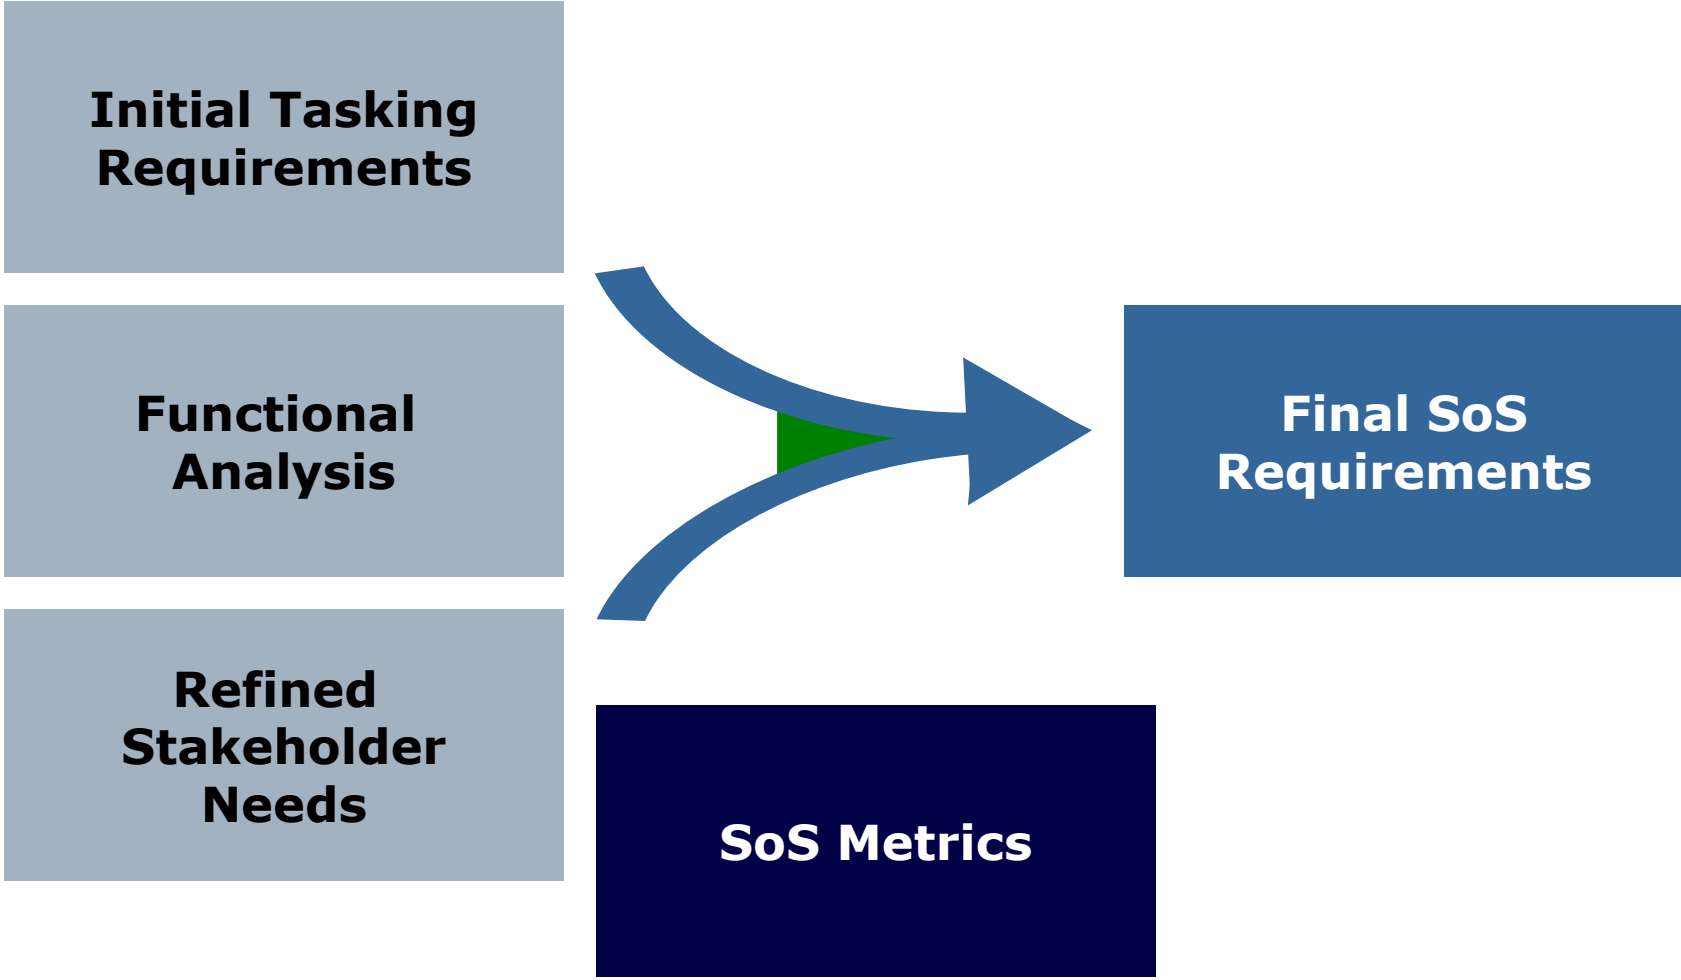 Initial Tasking
Requirements
Functional
Analysis
Refined
Stakeholder
Needs
Final SoS
Requirements
SoS Metrics